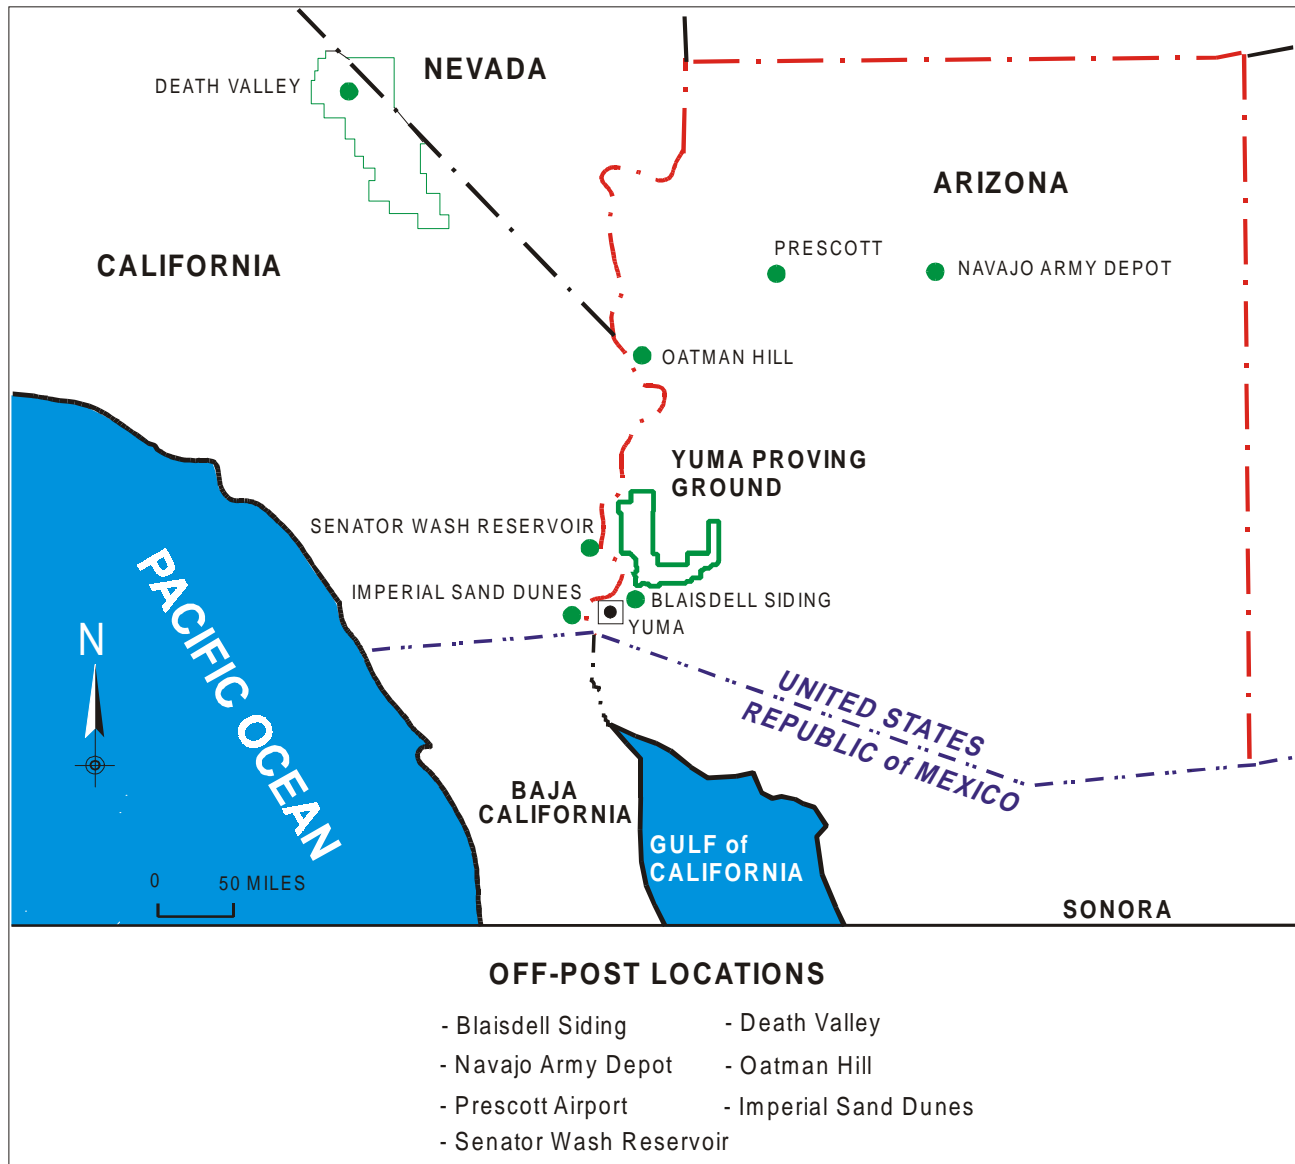 NEVADA
DEATH VALLEY
ARIZONA
CALIFORNIA
PRESCOTT
NAVAJO ARMY DEPOT
OATMAN HILL
YUMA PROVING
GROUND
SENATOR WASH RESERVOIR
IMPERIAL SAND DUNES
BLAISDELL SIDING
YUMA
N
PACIFIC OCEAN
UNITED STATES
REPUBLIC of MEXICO
BAJA
CALIFORNIA
GULF of
CALIFORNIA
0 50 MILES
SONORA
OFF-POST LOCATIONS
- Blaisdell Siding
- Navajo Army Depot
- Prescott Airport
- Senator Wash Reservoir
- Death Valley
- Oatman Hill
- Imperial Sand Dunes